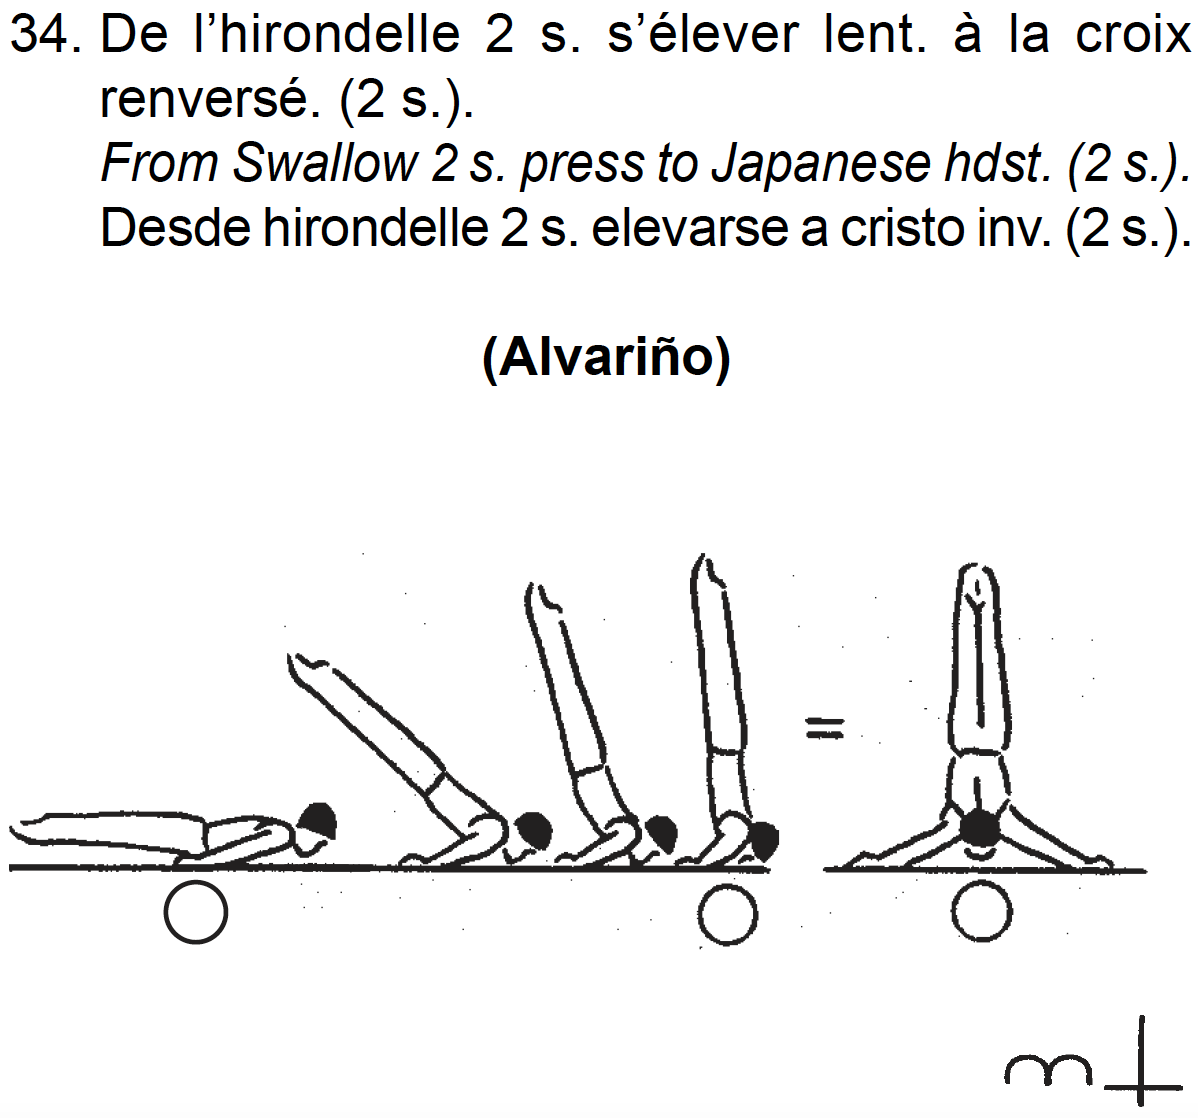 34. De l’hirondelle 2 s. s’élever lent. à la croix
renversé. (2 s.).
From Swallow 2 s. press to Japanese hdst. (2 s.).
Desde hirondelle 2 s. elevarse a cristo inv. (2 s.).
(Alvariño)
=